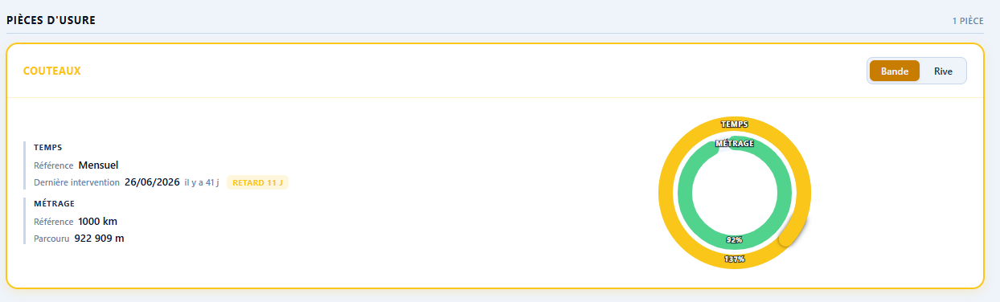 PIÈCES D'USURE
1 PIÈCE
COUTEAUX
Bande
Rive
TEMPS
Référence Mensuel
Dernière intervention 26/06/2026 il y a 41 j RETARD 11 J
MÉTRAGE
Référence 1000 km
Parcouru 922 909 m
TEMPS
MÉTRAGE
92%
137%